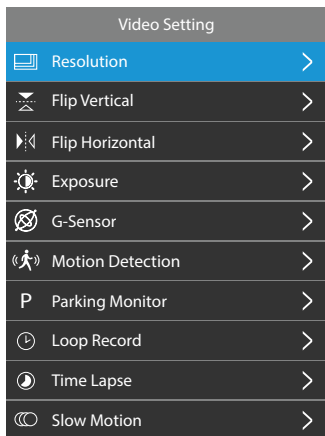 Video Setting
Resolution
Flip Vertical
Flip Horizontal
Exposure
G-Sensor
Motion Detection
P Parking Monitor
Loop Record
Time Lapse
Slow Motion